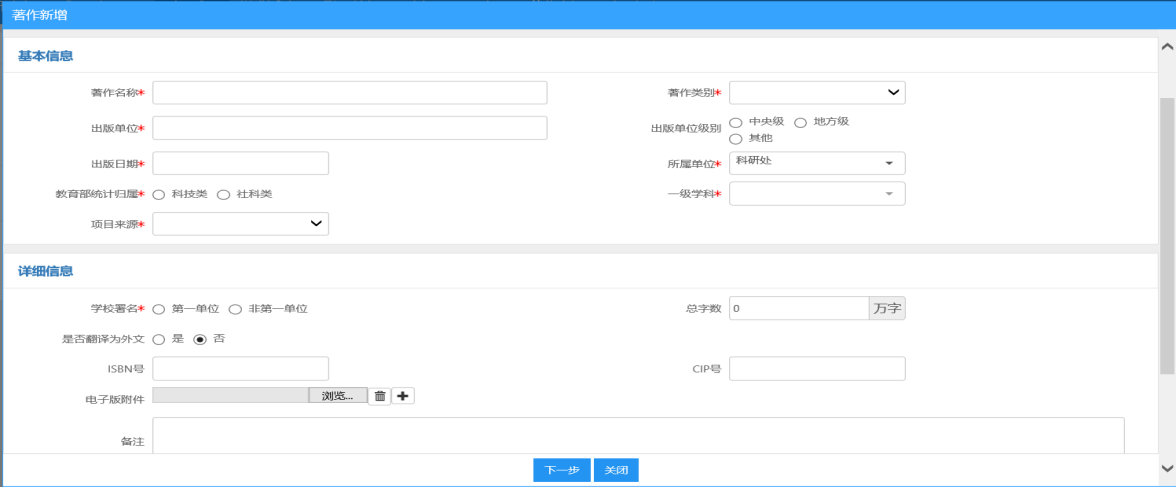 著作新增
基本信息
著作名称* 著作类别*
出版单位* 出版单位级别 中央级 地方级
其他
出版日期* 所属单位* 科研处
教育部统计归属* 科技类 社科类 一级学科*
项目来源*
详细信息
学校署名* 第一单位 非第一单位 总字数 0 万字
是否翻译为外文 是 否
ISBN号 CIP号
电子版附件 浏览...
备注
下一步 关闭